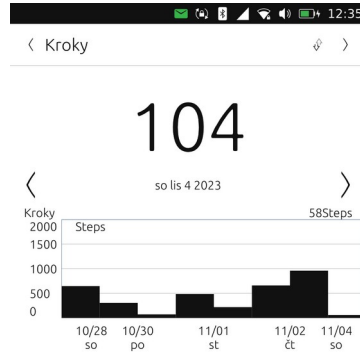 12:35
Kroky
104
so lis 4 2023
Kroky 58Steps
2000 Steps
1500
1000
500
0
10/28 10/30 11/01 11/02 11/04
so po st čt so